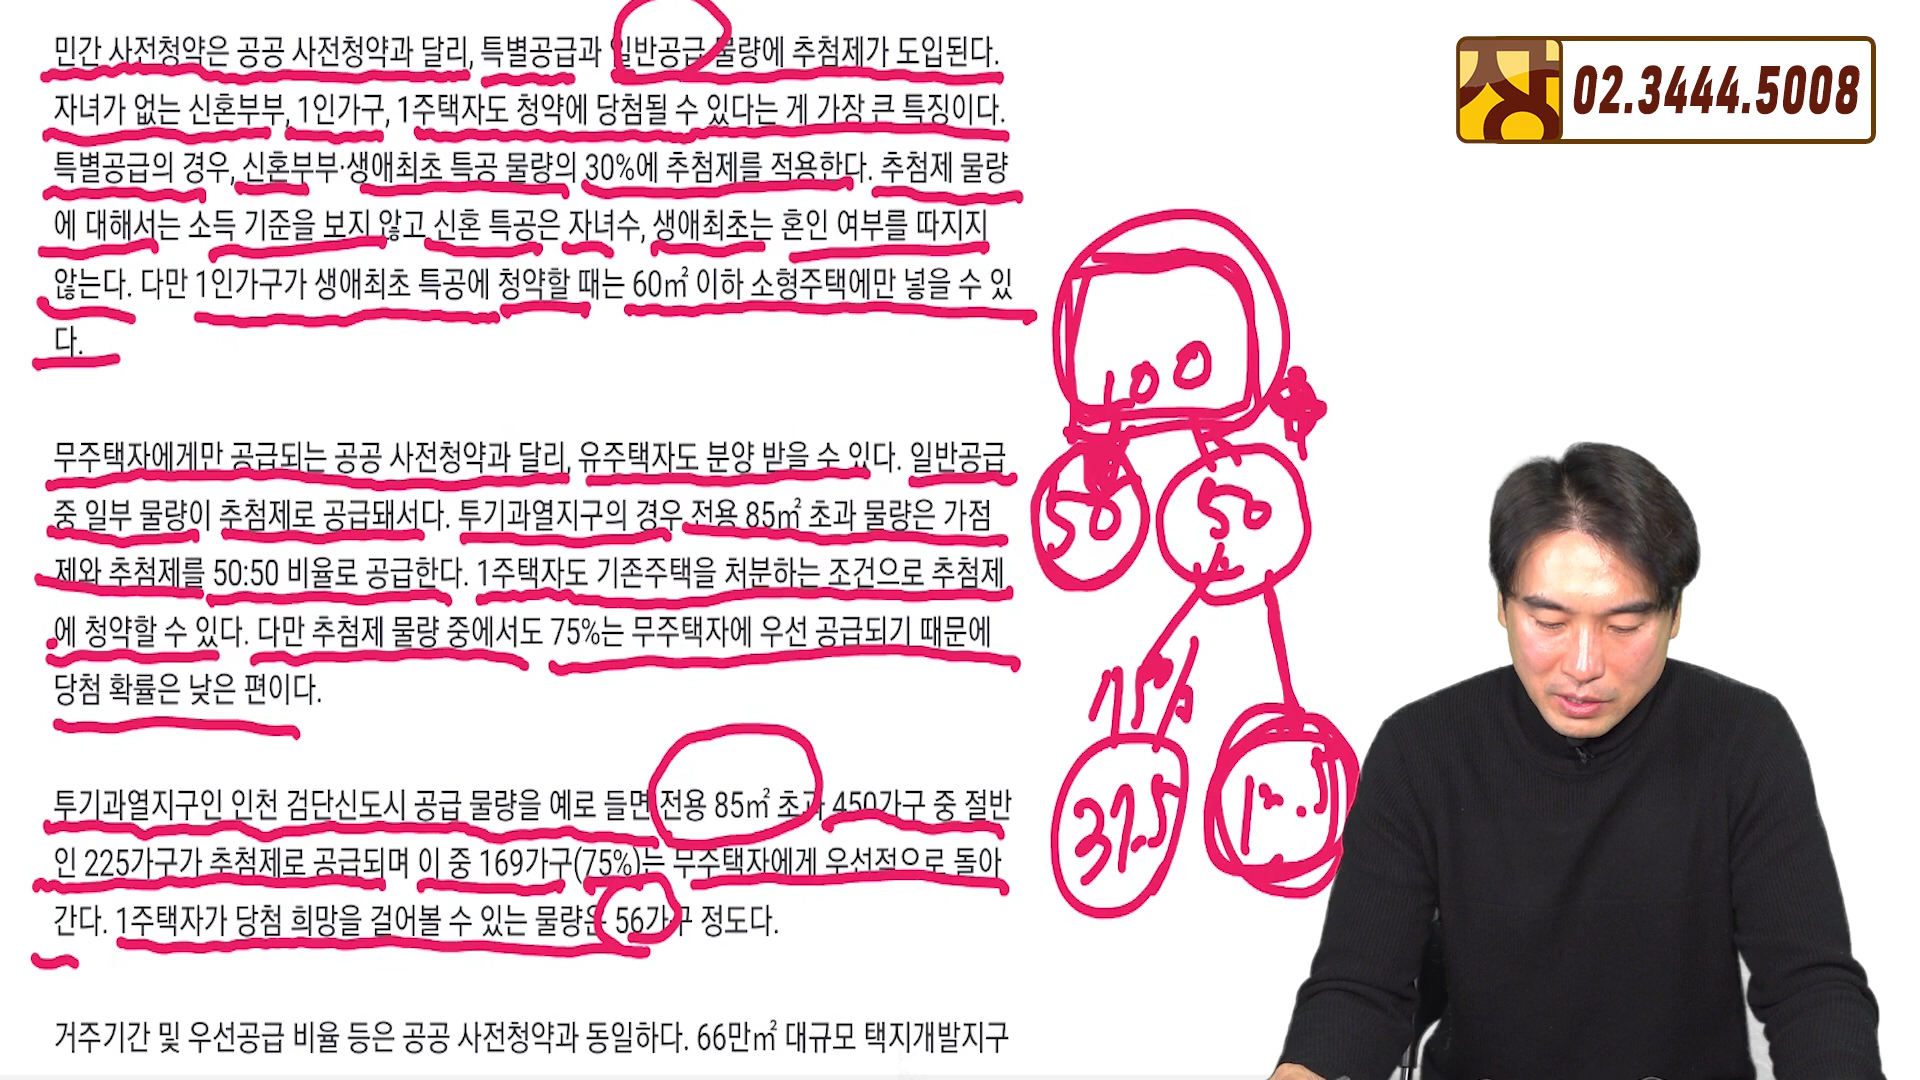 민간 사전청약은 공공 사전청약과 달리, 특별공급과 일반공급 물량에 추첨제가 도입된다.
자녀가 없는 신혼부부, 1인가구, 1주택자도 청약에 당첨될 수 있다는 게 가장 큰 특징이다.
특별공급의 경우, 신혼부부·생애최초 특공 물량의 30%에 추첨제를 적용한다. 추첨제 물량
에 대해서는 소득 기준을 보지 않고 신혼 특공은 자녀수, 생애최초는 혼인 여부를 따지지
않는다. 다만 1인가구가 생애최초 특공에 청약할 때는 60㎡ 이하 소형주택에만 넣을 수 있
다.
무주택자에게만 공급되는 공공 사전청약과 달리, 유주택자도 분양 받을 수 있다. 일반공급
중 일부 물량이 추첨제로 공급돼서다. 투기과열지구의 경우 전용 85㎡ 초과 물량은 가점
제와 추첨제를 50:50 비율로 공급한다. 1주택자도 기존주택을 처분하는 조건으로 추첨제
에 청약할 수 있다. 다만 추첨제 물량 중에서도 75%는 무주택자에 우선 공급되기 때문에
당첨 확률은 낮은 편이다.
투기과열지구인 인천 검단신도시 공급 물량을 예로 들면 전용 85㎡ 초과 450가구 중 절반
인 225가구가 추첨제로 공급되며 이 중 169가구(75%)는 무주택자에게 우선적으로 돌아
간다. 1주택자가 당첨 희망을 걸어볼 수 있는 물량은 56가구 정도다.
거주기간 및 우선공급 비율 등은 공공 사전청약과 동일하다. 66만㎡ 대규모 택지개발지구
100
50 50
75%
37.5 12.5
장 02.3444.5008